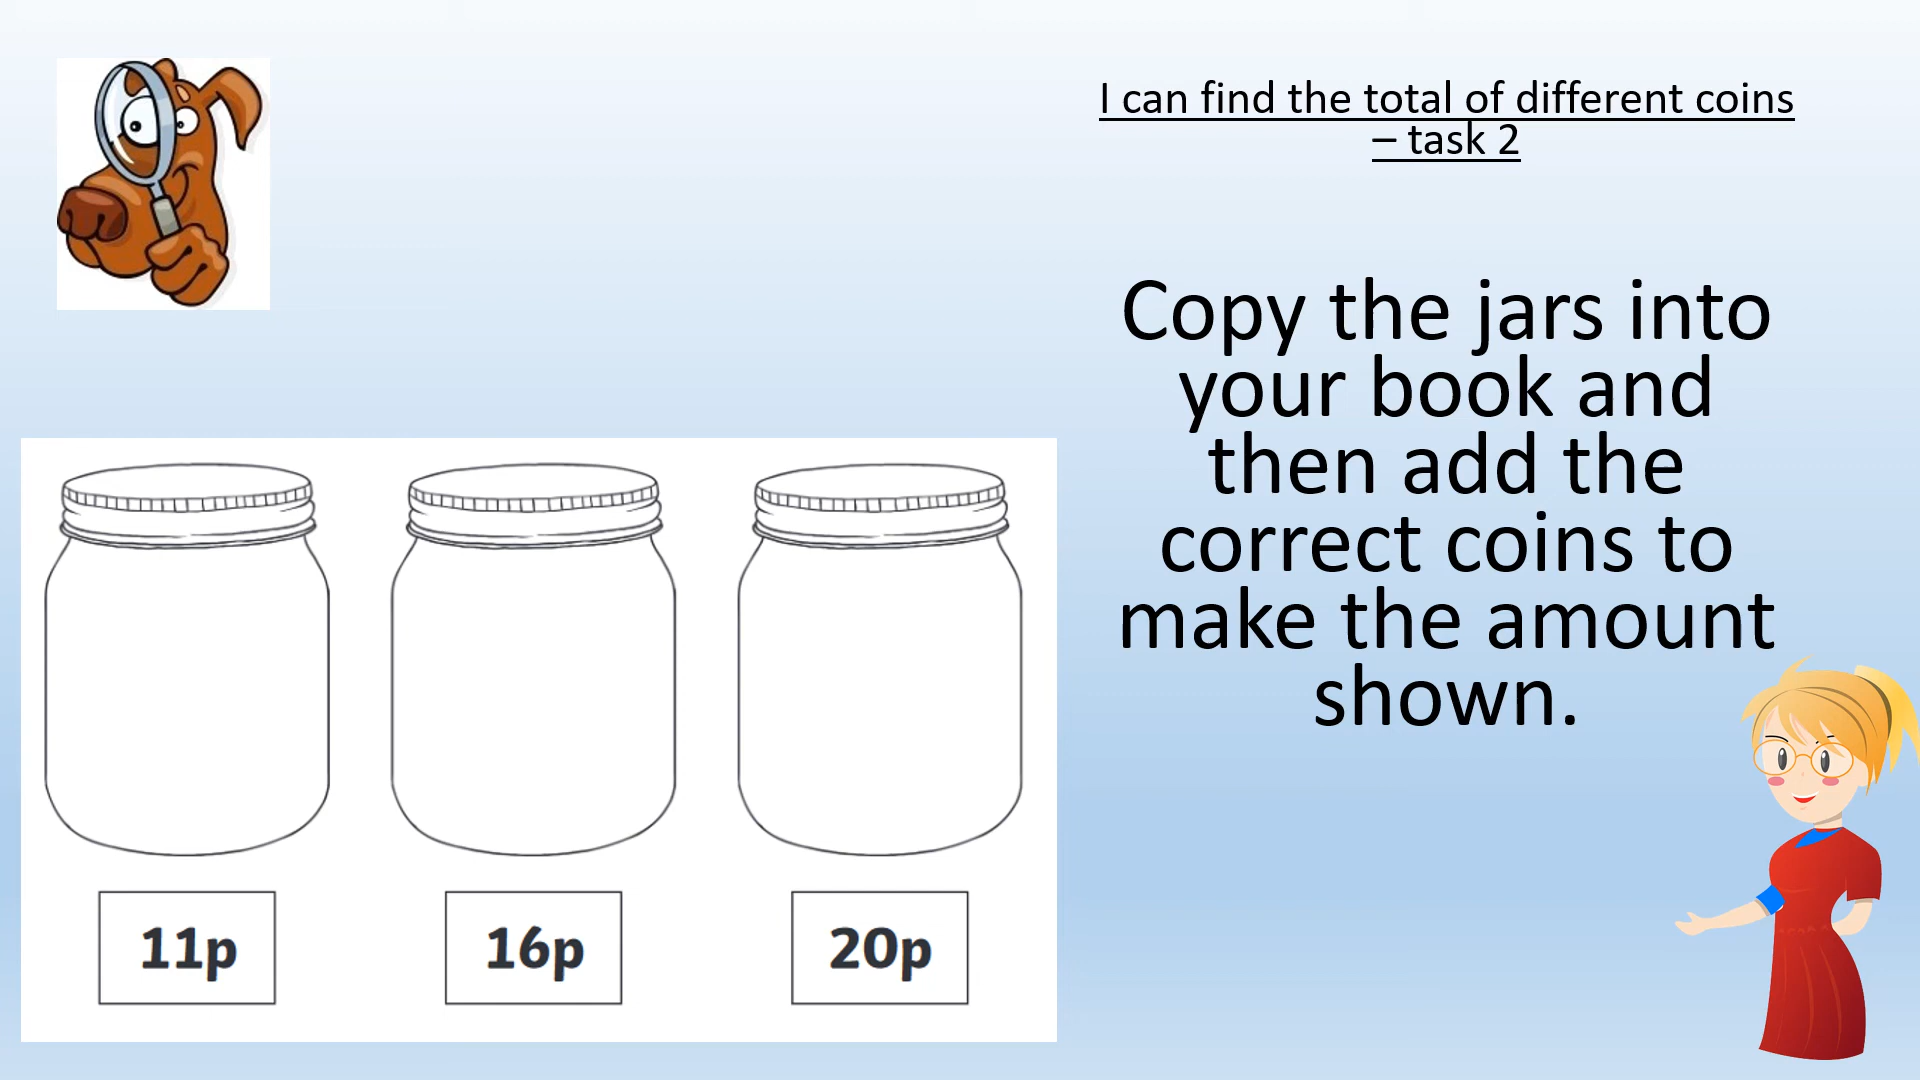 I can find the total of different coins
– task 2
Copy the jars into
your book and
then add the
correct coins to
make the amount
shown.
11p
16p
20p